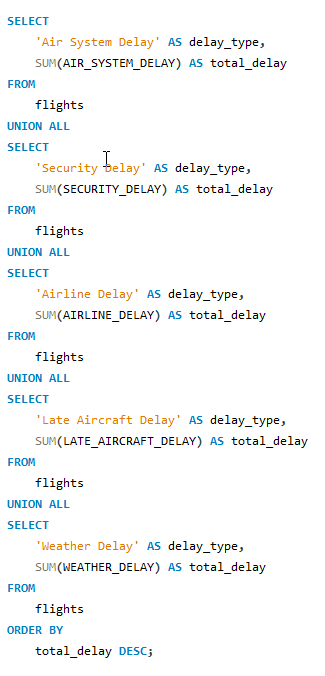 SELECT
'Air System Delay' AS delay_type,
SUM(AIR_SYSTEM_DELAY) AS total_delay
FROM
flights
UNION ALL
SELECT
'Security Delay' AS delay_type,
SUM(SECURITY_DELAY) AS total_delay
FROM
flights
UNION ALL
SELECT
'Airline Delay' AS delay_type,
SUM(AIRLINE_DELAY) AS total_delay
FROM
flights
UNION ALL
SELECT
'Late Aircraft Delay' AS delay_type,
SUM(LATE_AIRCRAFT_DELAY) AS total_delay
FROM
flights
UNION ALL
SELECT
'Weather Delay' AS delay_type,
SUM(WEATHER_DELAY) AS total_delay
FROM
flights
ORDER BY
total_delay DESC;